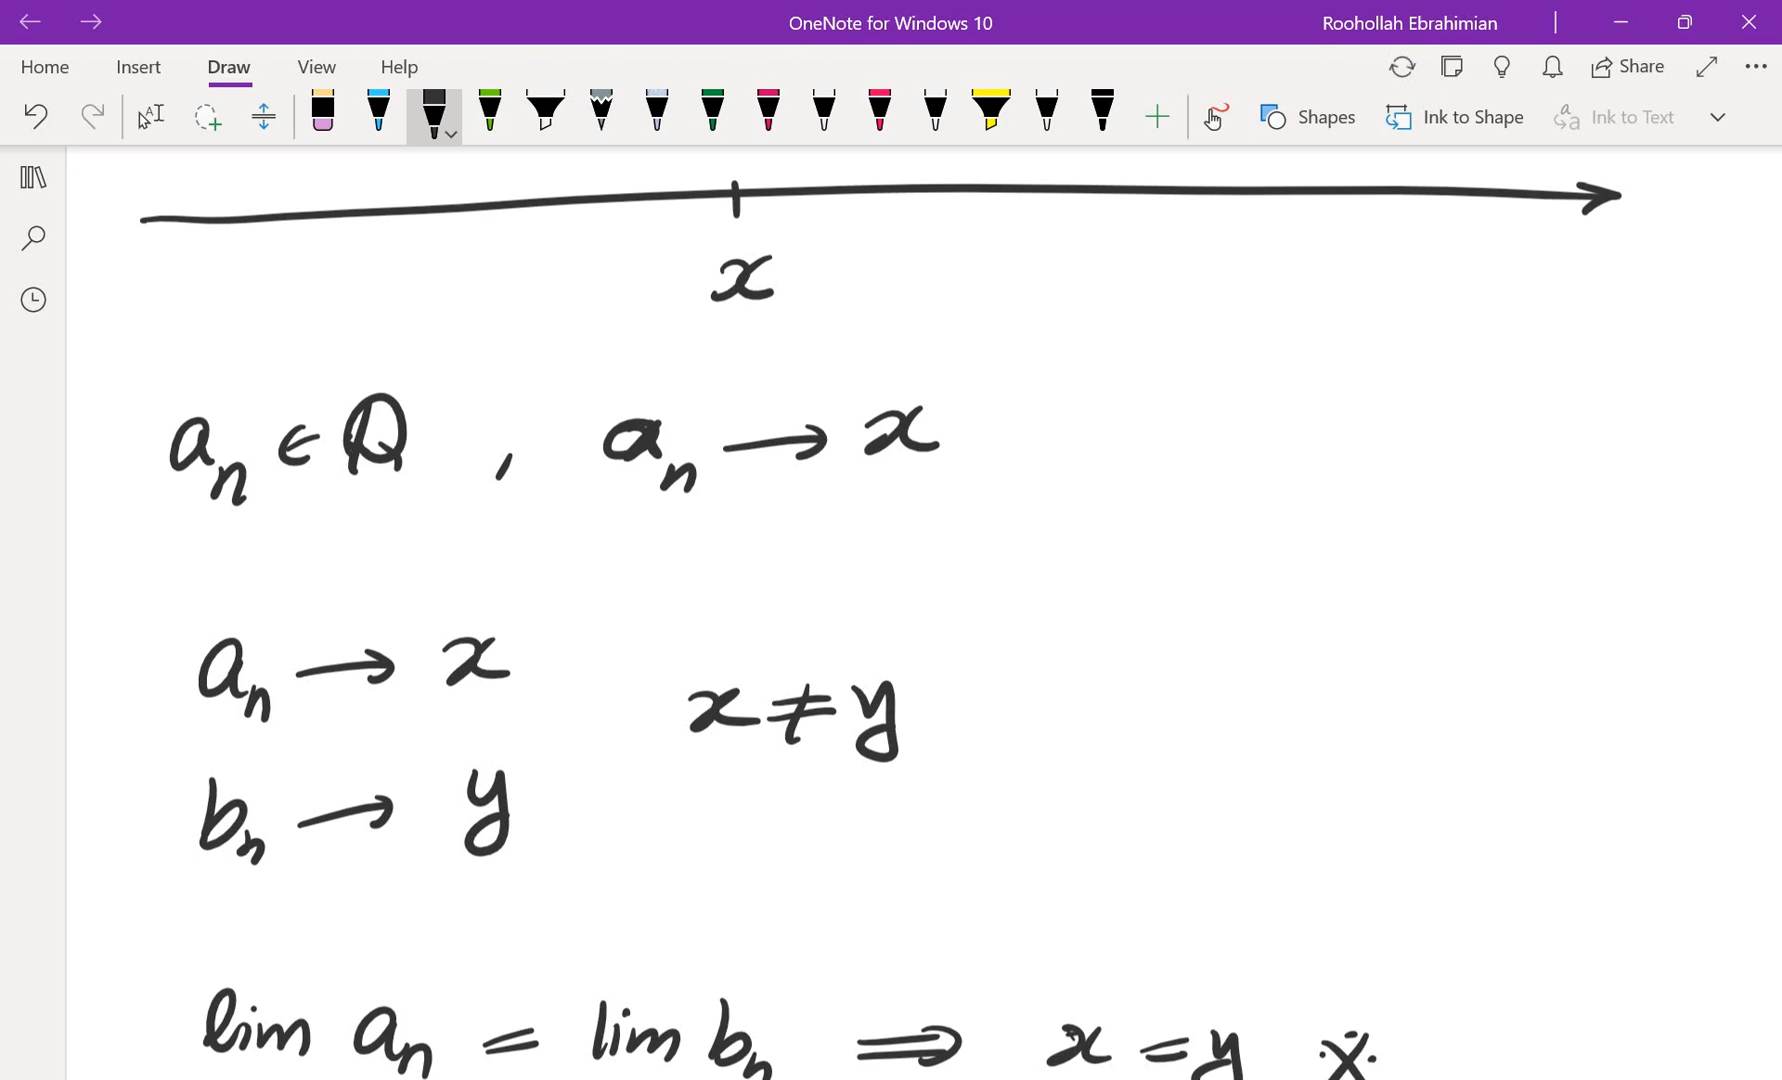 OneNote for Windows 10
Roohollah Ebrahimian
Home Insert Draw View Help
Share
Shapes Ink to Shape Ink to Text
x
aₙ ∈ ℚ , aₙ → x
aₙ → x
x ≠ y
bₙ → y
lim aₙ = lim bₙ ⟹ x = y ※